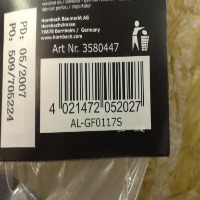 Hornbach Baumarkt AG
Hornbachstrasse
76878 Bornheim / Germany
www.hornbach.com
Art Nr. 3580447
4 021472 052027
AL-GF0117S
PD: 05/2007
PO: 509/705224